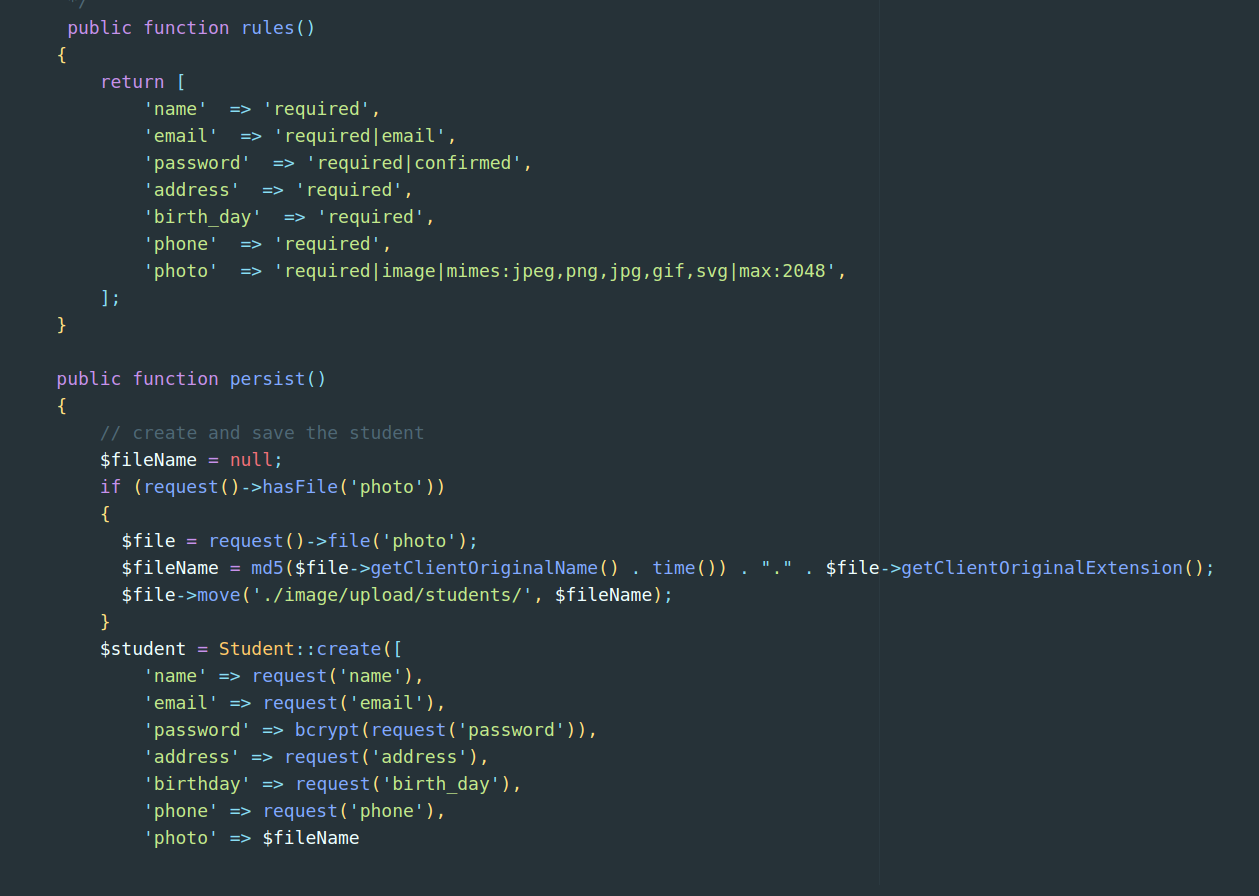 */
public function rules()
{
return [
'name'  => 'required',
'email'  => 'required|email',
'password'  => 'required|confirmed',
'address'  => 'required',
'birth_day'  => 'required',
'phone'  => 'required',
'photo'  => 'required|image|mimes:jpeg,png,jpg,gif,svg|max:2048',
];
}
public function persist()
{
// create and save the student
$fileName = null;
if (request()->hasFile('photo'))
{
$file = request()->file('photo');
$fileName = md5($file->getClientOriginalName() . time()) . "." . $file->getClientOriginalExtension();
$file->move('./image/upload/students/', $fileName);
}
$student = Student::create([
'name' => request('name'),
'email' => request('email'),
'password' => bcrypt(request('password')),
'address' => request('address'),
'birthday' => request('birth_day'),
'phone' => request('phone'),
'photo' => $fileName